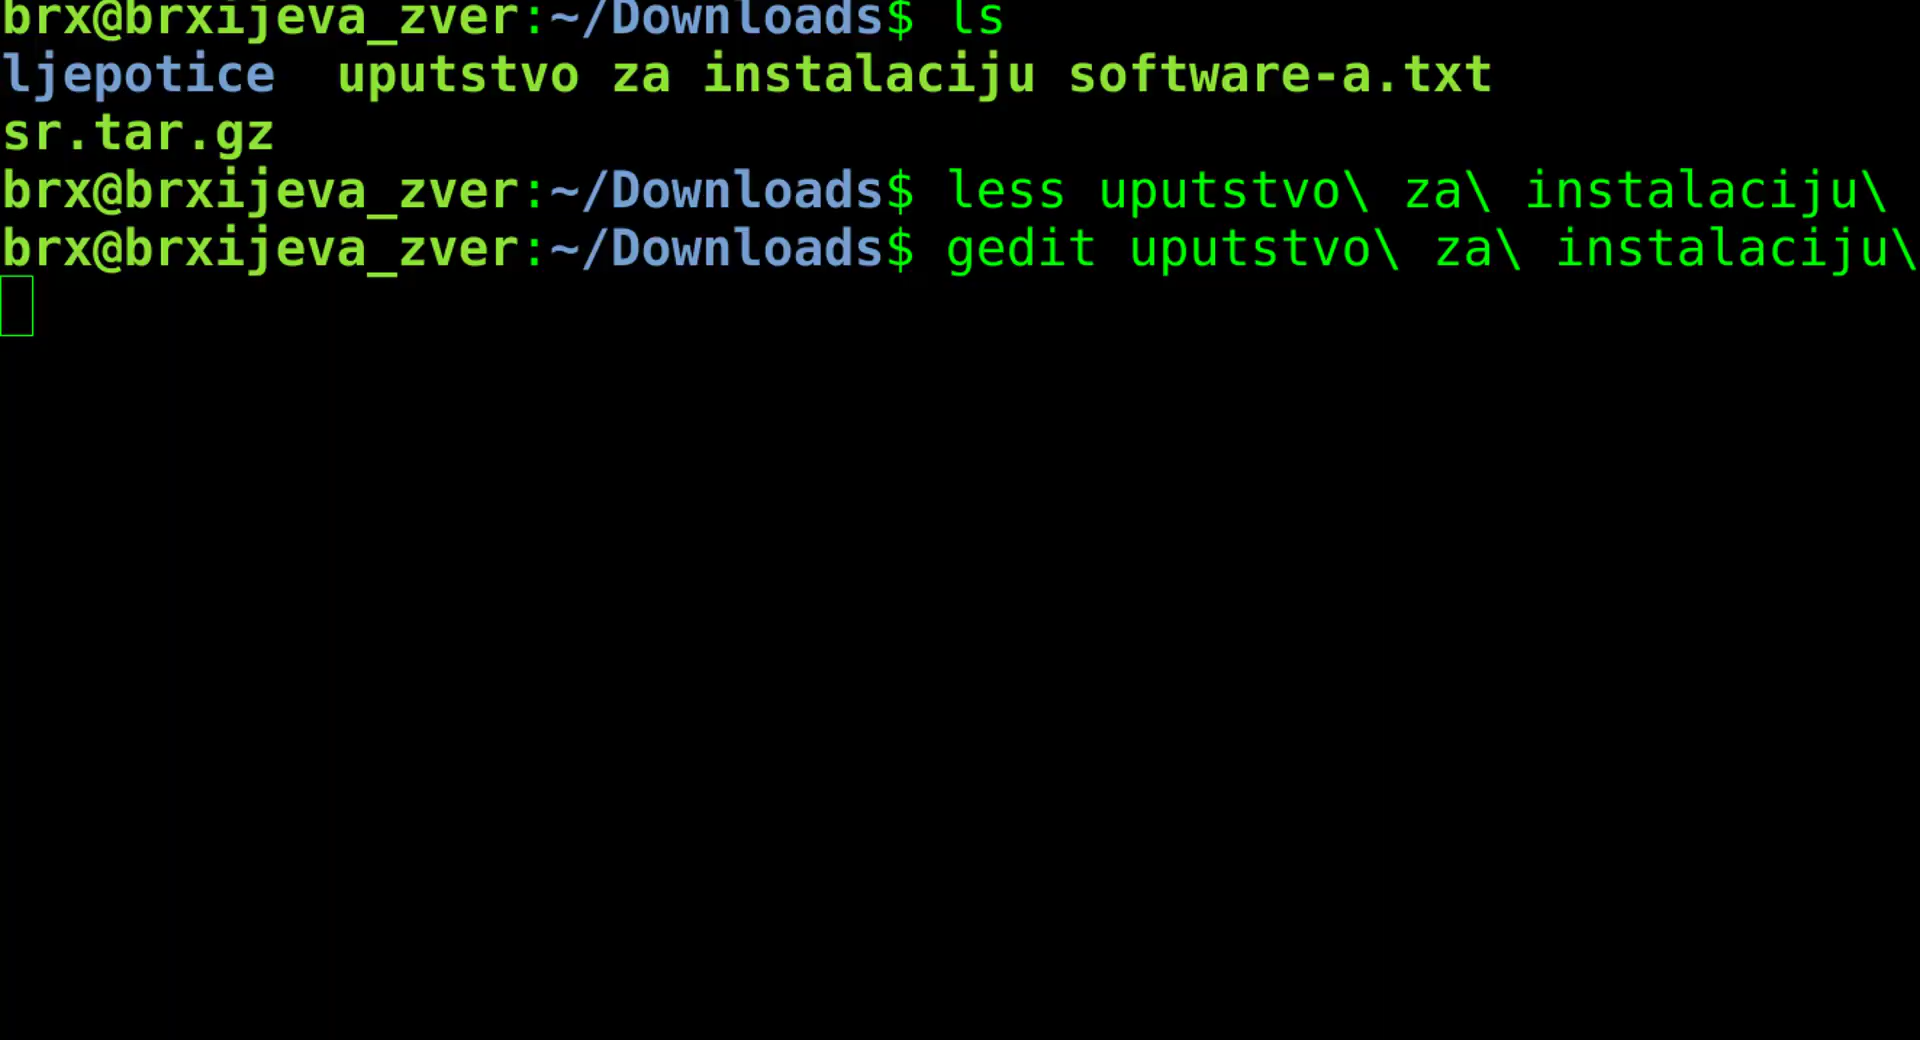 brx@brxijeva_zver:~/Downloads$ ls
ljepotice  uputstvo za instalaciju software-a.txt
sr.tar.gz
brx@brxijeva_zver:~/Downloads$ less uputstvo\ za\ instalaciju\
brx@brxijeva_zver:~/Downloads$ gedit uputstvo\ za\ instalaciju\